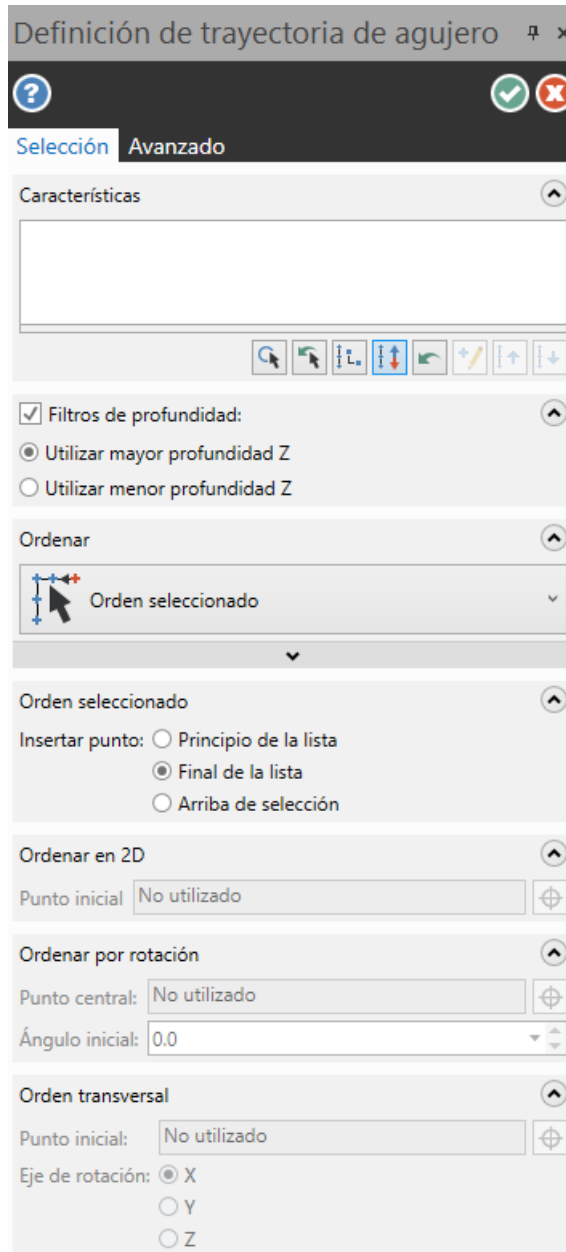 Definición de trayectoria de agujero
Selección Avanzado
Características
Filtros de profundidad:
Utilizar mayor profundidad Z
Utilizar menor profundidad Z
Ordenar
Orden seleccionado
Orden seleccionado
Insertar punto: Principio de la lista
Final de la lista
Arriba de selección
Ordenar en 2D
Punto inicial No utilizado
Ordenar por rotación
Punto central: No utilizado
Ángulo inicial: 0.0
Orden transversal
Punto inicial: No utilizado
Eje de rotación: X
Y
Z